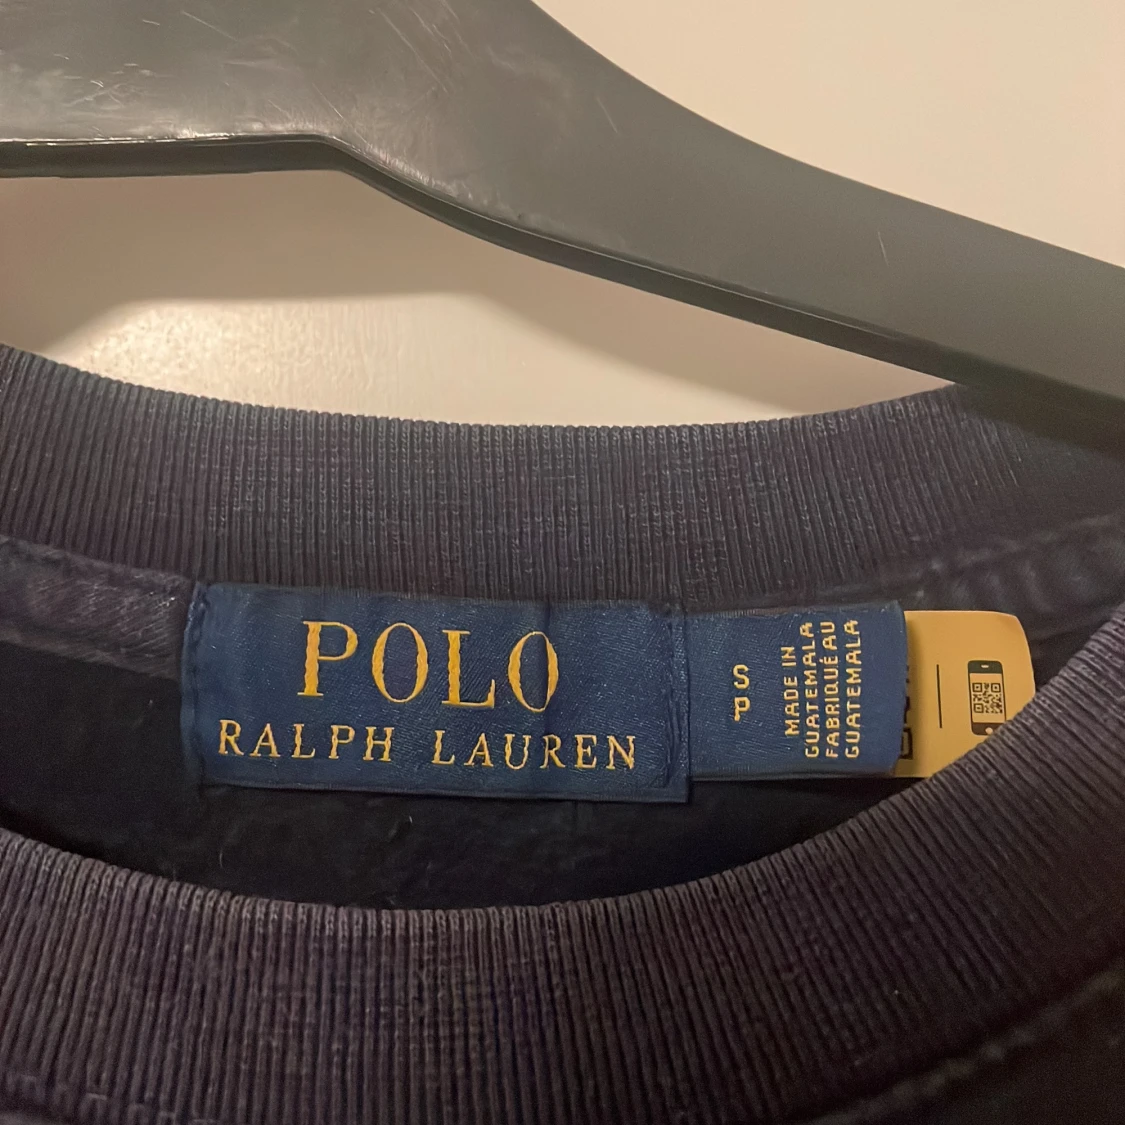 POLO
RALPH LAUREN
S
P
MADE IN
GUATEMALA
FABRIQUÉ AU
GUATEMALA